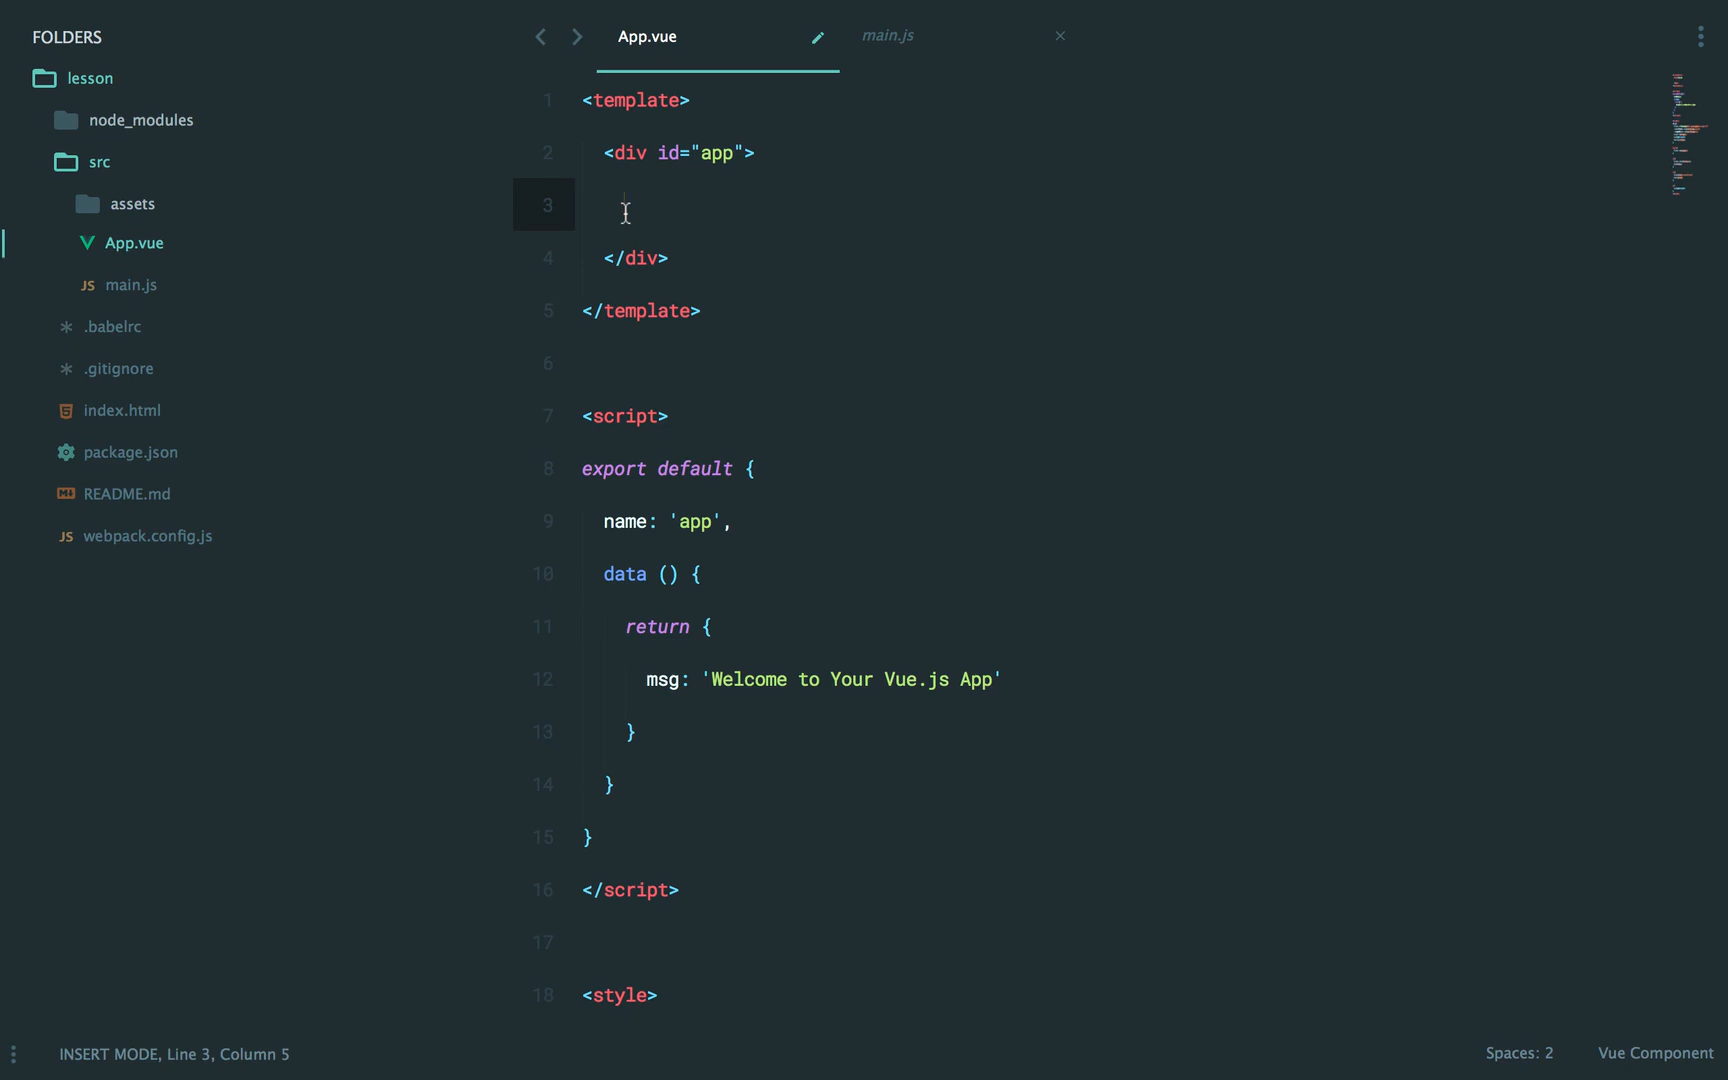 FOLDERS
lesson
node_modules
src
assets
App.vue
main.js
.babelrc
.gitignore
index.html
package.json
README.md
webpack.config.js
App.vue
main.js
1 <template>
2 <div id="app">
3
4 </div>
5 </template>
6
7 <script>
8 export default {
9 name: 'app',
10 data () {
11 return {
12 msg: 'Welcome to Your Vue.js App'
13 }
14 }
15 }
16 </script>
17
18 <style>
INSERT MODE, Line 3, Column 5
Spaces: 2
Vue Component